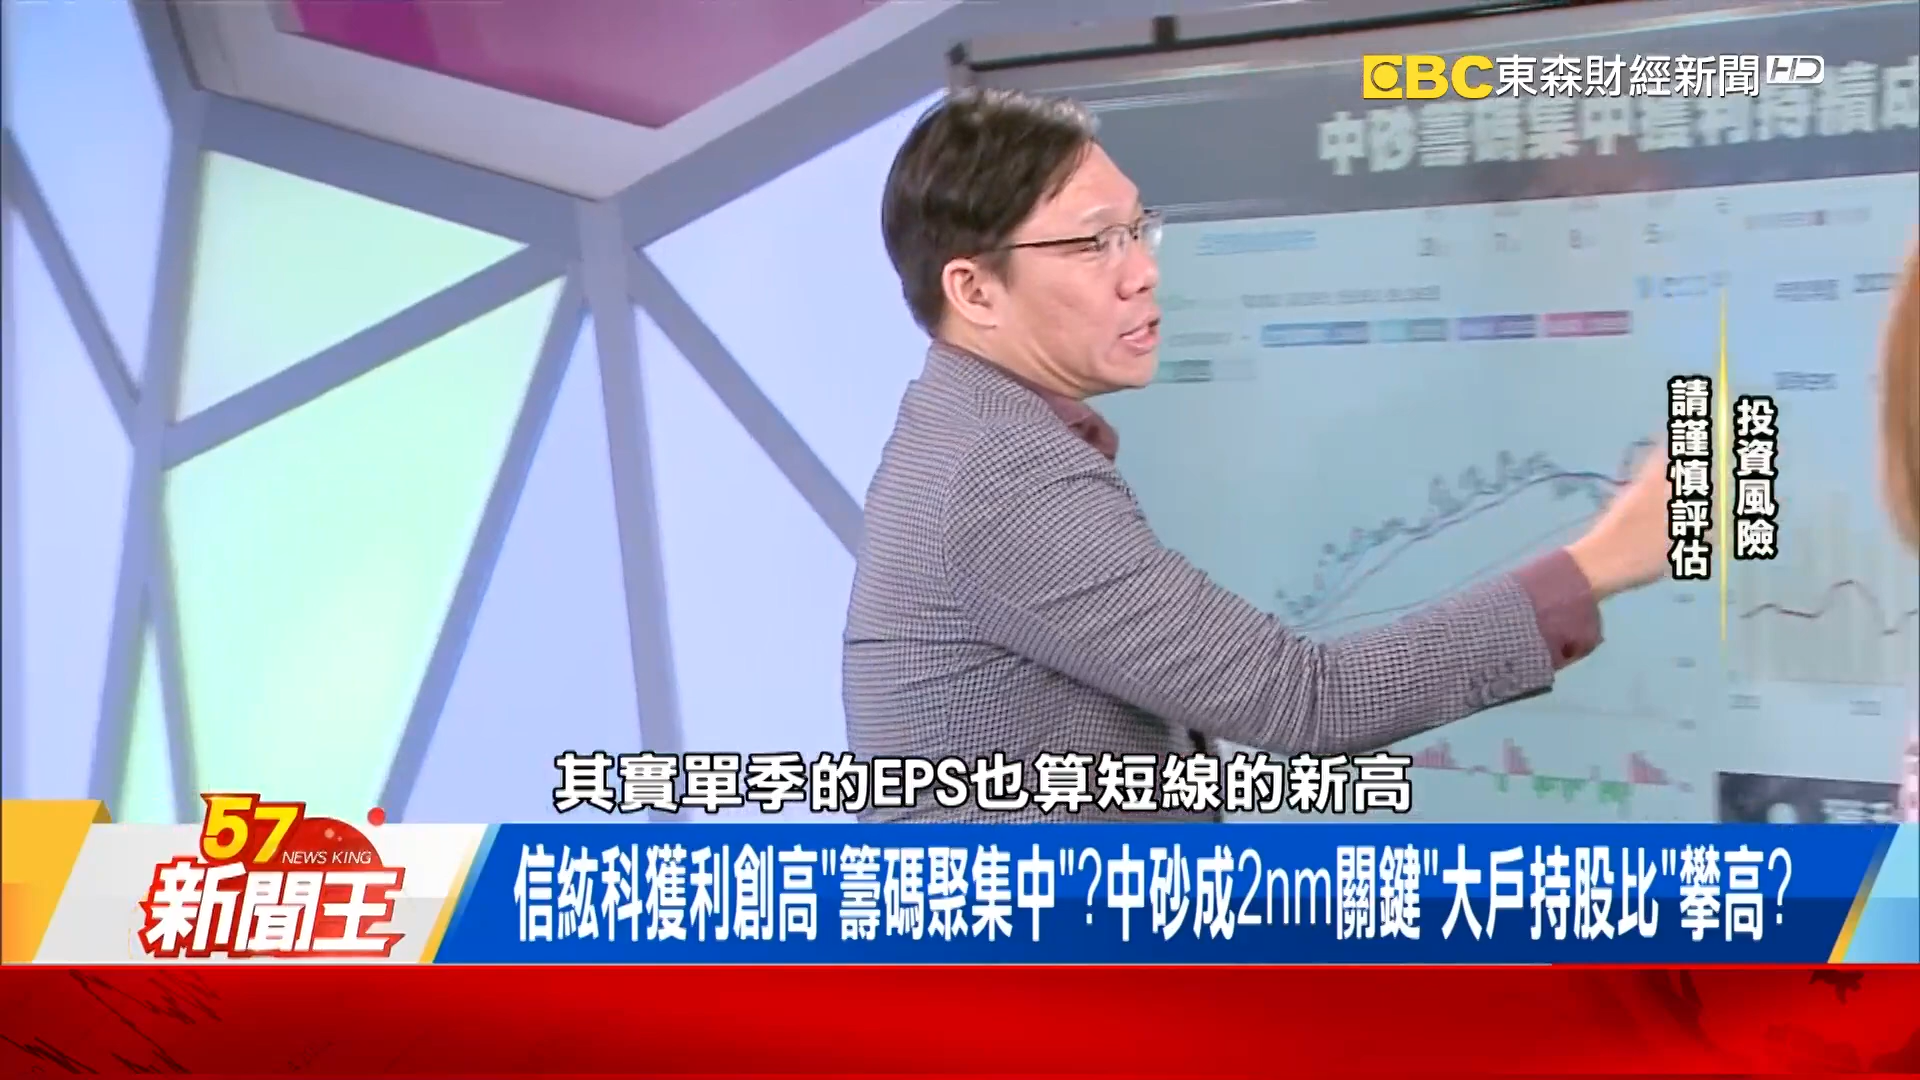 EBC東森財經新聞HD
中砂籌碼集中獲利持續成
投資風險
請謹慎評估
其實單季的EPS也算短線的新高
57
NEWS KING
新聞王
信紘科獲利創高"籌碼聚集中"?中砂成2nm關鍵"大戶持股比"攀高?